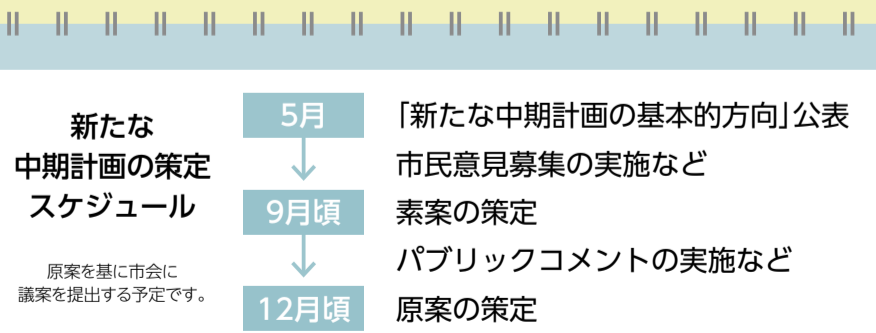 新たな
中期計画の策定
スケジュール
原案を基に市会に
議案を提出する予定です。
5月
「新たな中期計画の基本的方向」公表
市民意見募集の実施など
9月頃
素案の策定
パブリックコメントの実施など
12月頃
原案の策定